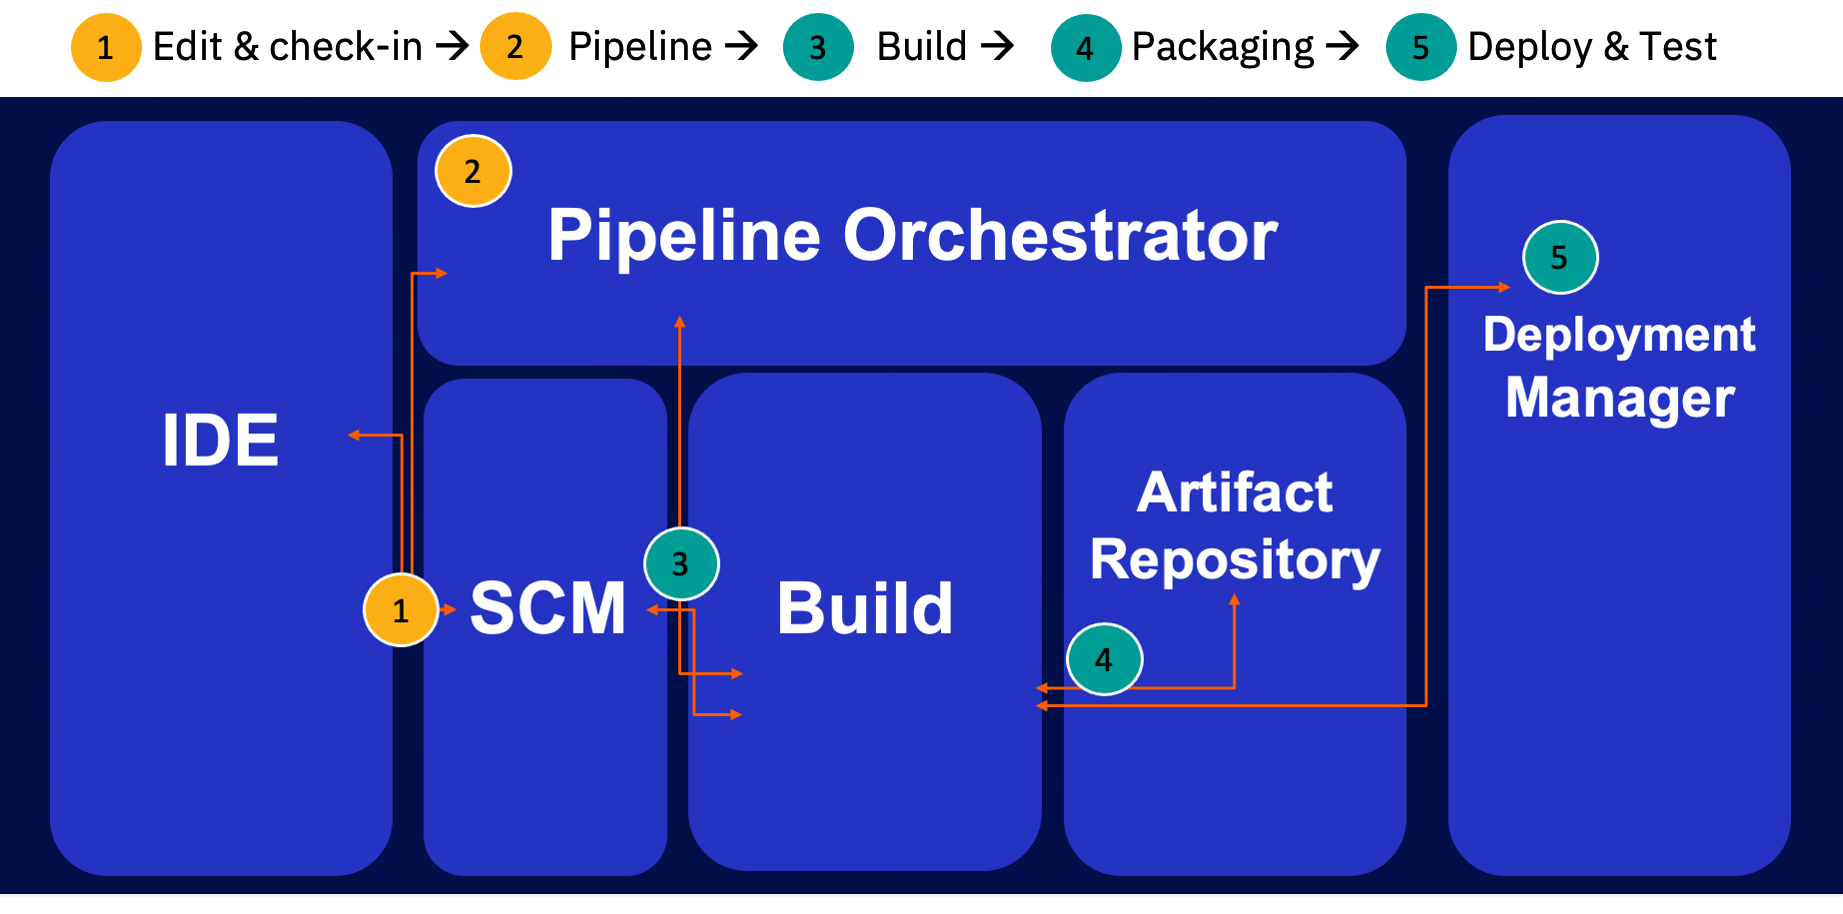 1 Edit & check-in → 2 Pipeline → 3 Build → 4 Packaging → 5 Deploy & Test
2
Pipeline Orchestrator
5
Deployment
Manager
IDE
1
SCM
3
Build
Artifact
Repository
4